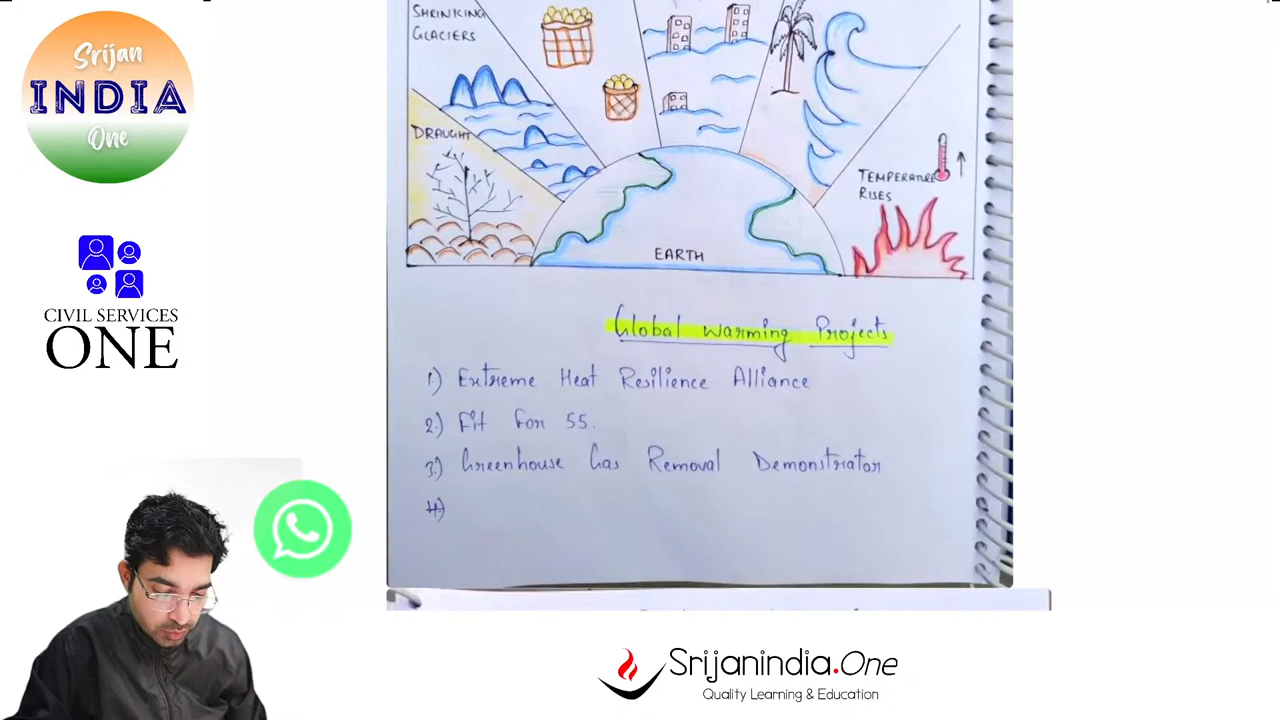 Srijan
INDIA
One
CIVIL SERVICES
ONE
SHRINKING
GLACIERS
DRAUGHT
TEMPERATURE
RISES
EARTH
Global Warming Projects
1.) Extreme Heat Resilience Alliance
2.) Fit For 55.
3.) Greenhouse Gas Removal Demonstrator
4.)
Srijanindia.One
Quality Learning & Education